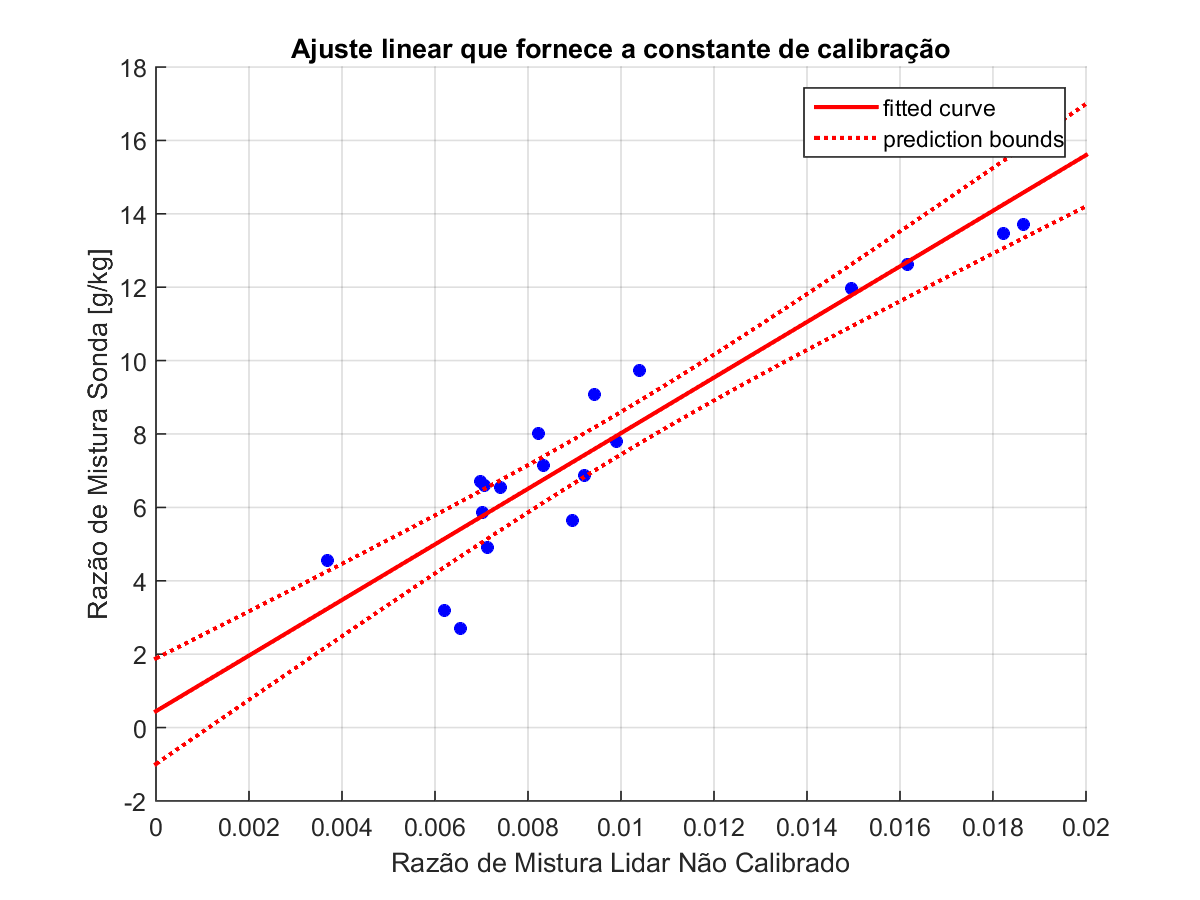 Ajuste linear que fornece a constante de calibração
18
fitted curve
prediction bounds
16
14
12
10
8
6
4
2
0
-2
Razão de Mistura Sonda [g/kg]
0 0.002 0.004 0.006 0.008 0.01 0.012 0.014 0.016 0.018 0.02
Razão de Mistura Lidar Não Calibrado